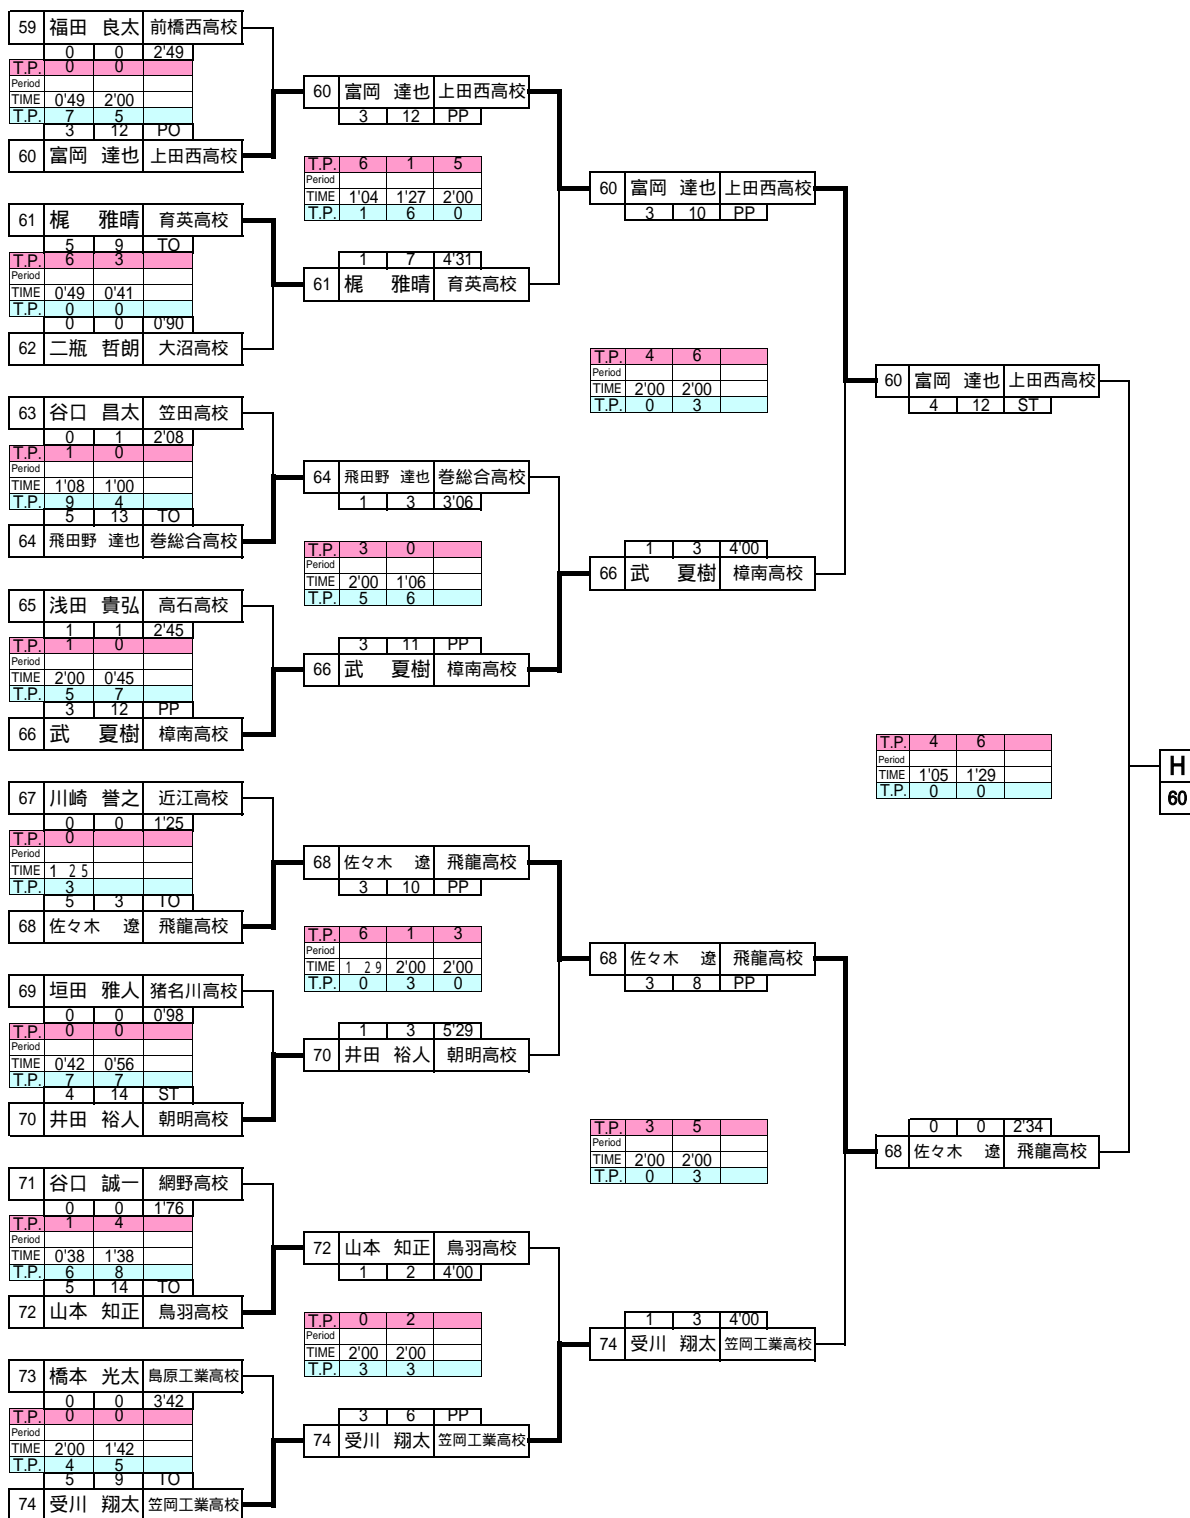 59 福田 良太 前橋西高校
0 0 2'49
T.P. 0 0
Period
TIME 0'49 2'00
T.P. 7 5
3 12 PO
60 富岡 達也 上田西高校
61 梶 雅晴 育英高校
5 9 TO
T.P. 6 3
Period
TIME 0'49 0'41
T.P. 0 0
0 0 0'90
62 二瓶 哲朗 大沼高校
63 谷口 昌太 笠田高校
0 1 2'08
T.P. 1 0
Period
TIME 1'08 1'00
T.P. 9 4
5 13 TO
64 飛田野 達也 巻総合高校
65 浅田 貴弘 高石高校
1 1 2'45
T.P. 1 0
Period
TIME 2'00 0'45
T.P. 5 7
3 12 PP
66 武 夏樹 樟南高校
67 川崎 誉之 近江高校
0 0 1'25
T.P. 0
Period
TIME 1 25
T.P. 3
5 3 TO
68 佐々木 遼 飛龍高校
69 垣田 雅人 猪名川高校
0 0 0'98
T.P. 0 0
Period
TIME 0'42 0'56
T.P. 7 7
4 14 ST
70 井田 裕人 朝明高校
71 谷口 誠一 網野高校
0 0 1'76
T.P. 1 4
Period
TIME 0'38 1'38
T.P. 6 8
5 14 TO
72 山本 知正 鳥羽高校
73 橋本 光太 島原工業高校
0 0 3'42
T.P. 0 0
Period
TIME 2'00 1'42
T.P. 4 5
5 9 TO
74 受川 翔太 笠岡工業高校
60 富岡 達也 上田西高校
3 12 PP
T.P. 6 1 5
Period
TIME 1'04 1'27 2'00
T.P. 1 6 0
1 7 4'31
61 梶 雅晴 育英高校
64 飛田野 達也 巻総合高校
1 3 3'06
T.P. 3 0
Period
TIME 2'00 1'06
T.P. 5 6
3 11 PP
66 武 夏樹 樟南高校
68 佐々木 遼 飛龍高校
3 10 PP
T.P. 6 1 3
Period
TIME 1 29 2'00 2'00
T.P. 0 3 0
1 3 5'29
70 井田 裕人 朝明高校
72 山本 知正 鳥羽高校
1 2 4'00
T.P. 0 2
Period
TIME 2'00 2'00
T.P. 3 3
3 6 PP
74 受川 翔太 笠岡工業高校
60 富岡 達也 上田西高校
3 10 PP
T.P. 4 6
Period
TIME 2'00 2'00
T.P. 0 3
1 3 4'00
66 武 夏樹 樟南高校
68 佐々木 遼 飛龍高校
3 8 PP
T.P. 3 5
Period
TIME 2'00 2'00
T.P. 0 3
1 3 4'00
74 受川 翔太 笠岡工業高校
60 富岡 達也 上田西高校
4 12 ST
T.P. 4 6
Period
TIME 1'05 1'29
T.P. 0 0
0 0 2'34
68 佐々木 遼 飛龍高校
H
60